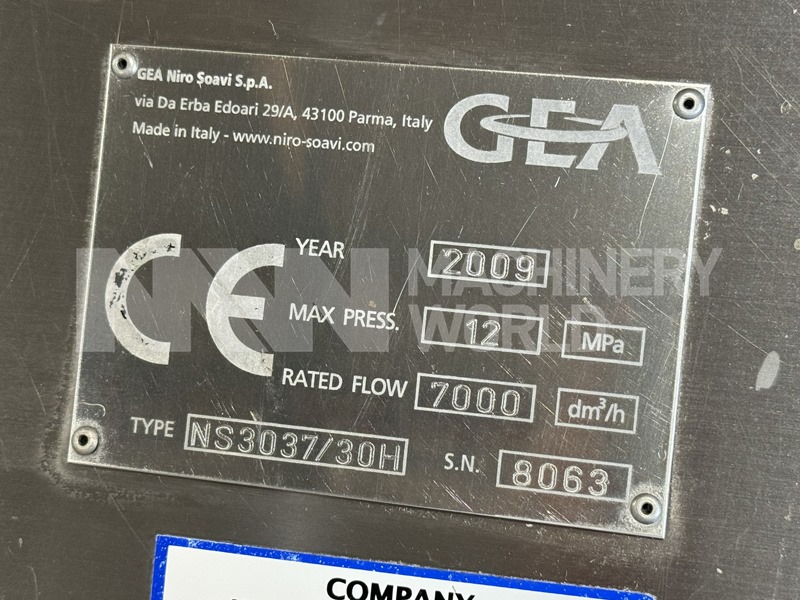 GEA Niro Soavi S.p.A.
via Da Erba Edoari 29/A, 43100 Parma, Italy
Made in Italy - www.niro-soavi.com
GEA
CE
YEAR 2009
MAX PRESS. 12 MPa
RATED FLOW 7000 dm³/h
TYPE NS3037/30H S.N. 8063
MACHINERY
WORLD
COMPANY